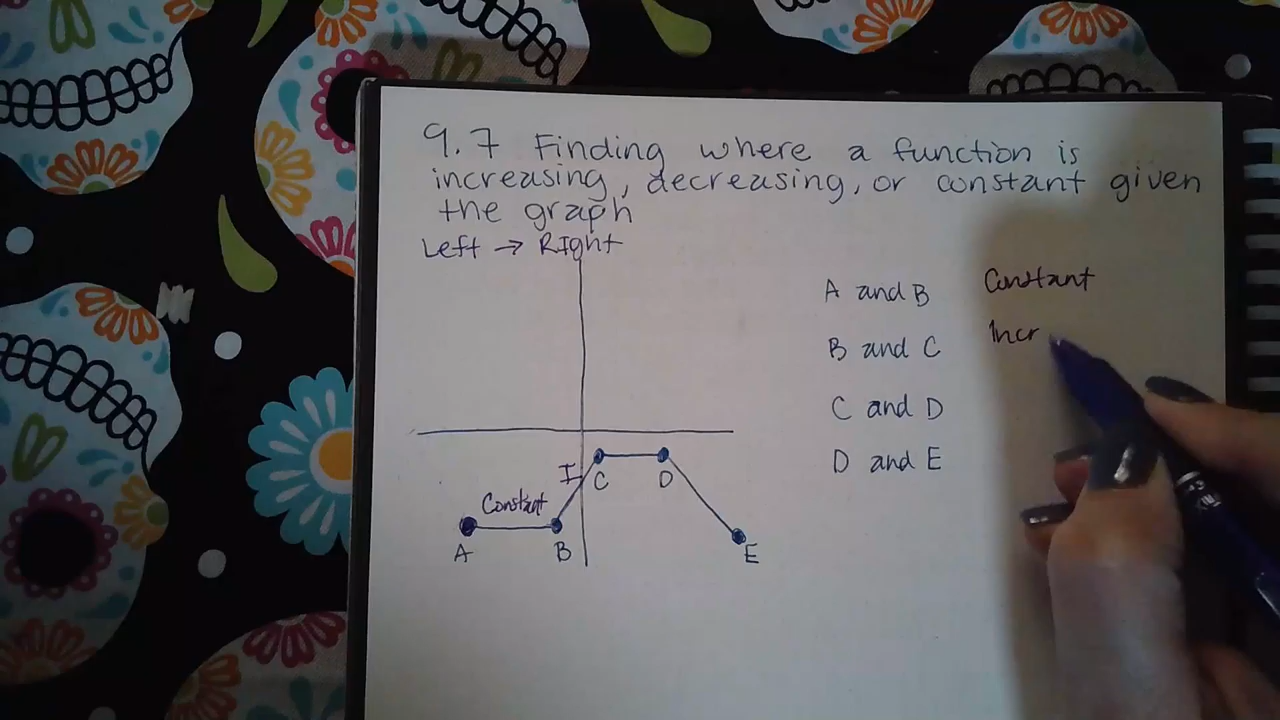 9.7 Finding where a function is
increasing, decreasing, or constant given
the graph
Left → Right
A and B Constant
B and C Incr
C and D
D and E
I
C
D
Constant
A
B
E